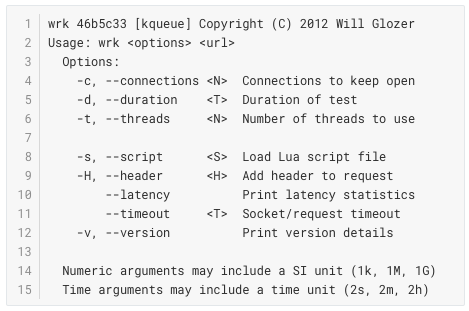 1 wrk 46b5c33 [kqueue] Copyright (C) 2012 Will Glozer
2 Usage: wrk <options> <url>
3   Options:
4     -c, --connections <N>  Connections to keep open
5     -d, --duration    <T>  Duration of test
6     -t, --threads     <N>  Number of threads to use
7
8     -s, --script      <S>  Load Lua script file
9     -H, --header      <H>  Add header to request
10         --latency          Print latency statistics
11         --timeout     <T>  Socket/request timeout
12     -v, --version          Print version details
13
14   Numeric arguments may include a SI unit (1k, 1M, 1G)
15   Time arguments may include a time unit (2s, 2m, 2h)